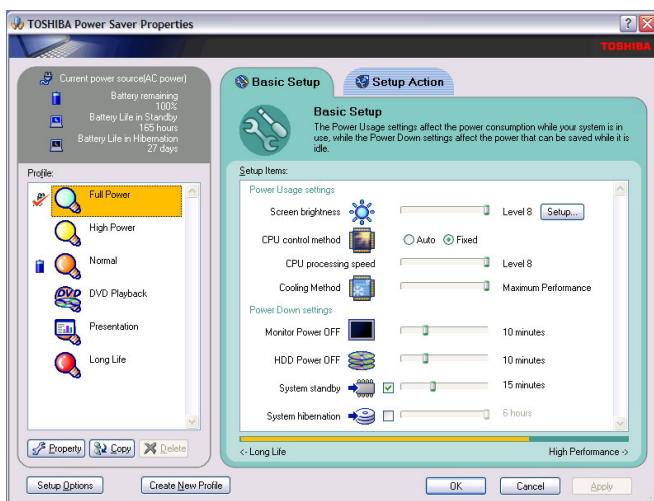 TOSHIBA Power Saver Properties
TOSHIBA
Current power source(AC power)
Battery remaining
100%
Battery Life in Standby
165 hours
Battery Life in Hibernation
27 days
Profile:
Full Power
High Power
Normal
DVD Playback
Presentation
Long Life
Property
Copy
Delete
Basic Setup
Setup Action
Basic Setup
The Power Usage settings affect the power consumption while your system is in
use, while the Power Down settings affect the power that can be saved while it is
idle.
Setup Items:
Power Usage settings
Screen brightness Level 8 Setup...
CPU control method Auto Fixed
CPU processing speed Level 8
Cooling Method Maximum Performance
Power Down settings
Monitor Power OFF 10 minutes
HDD Power OFF 10 minutes
System standby 15 minutes
System hibernation 6 hours
<- Long Life High Performance ->
Setup Options
Create New Profile
OK
Cancel
Apply